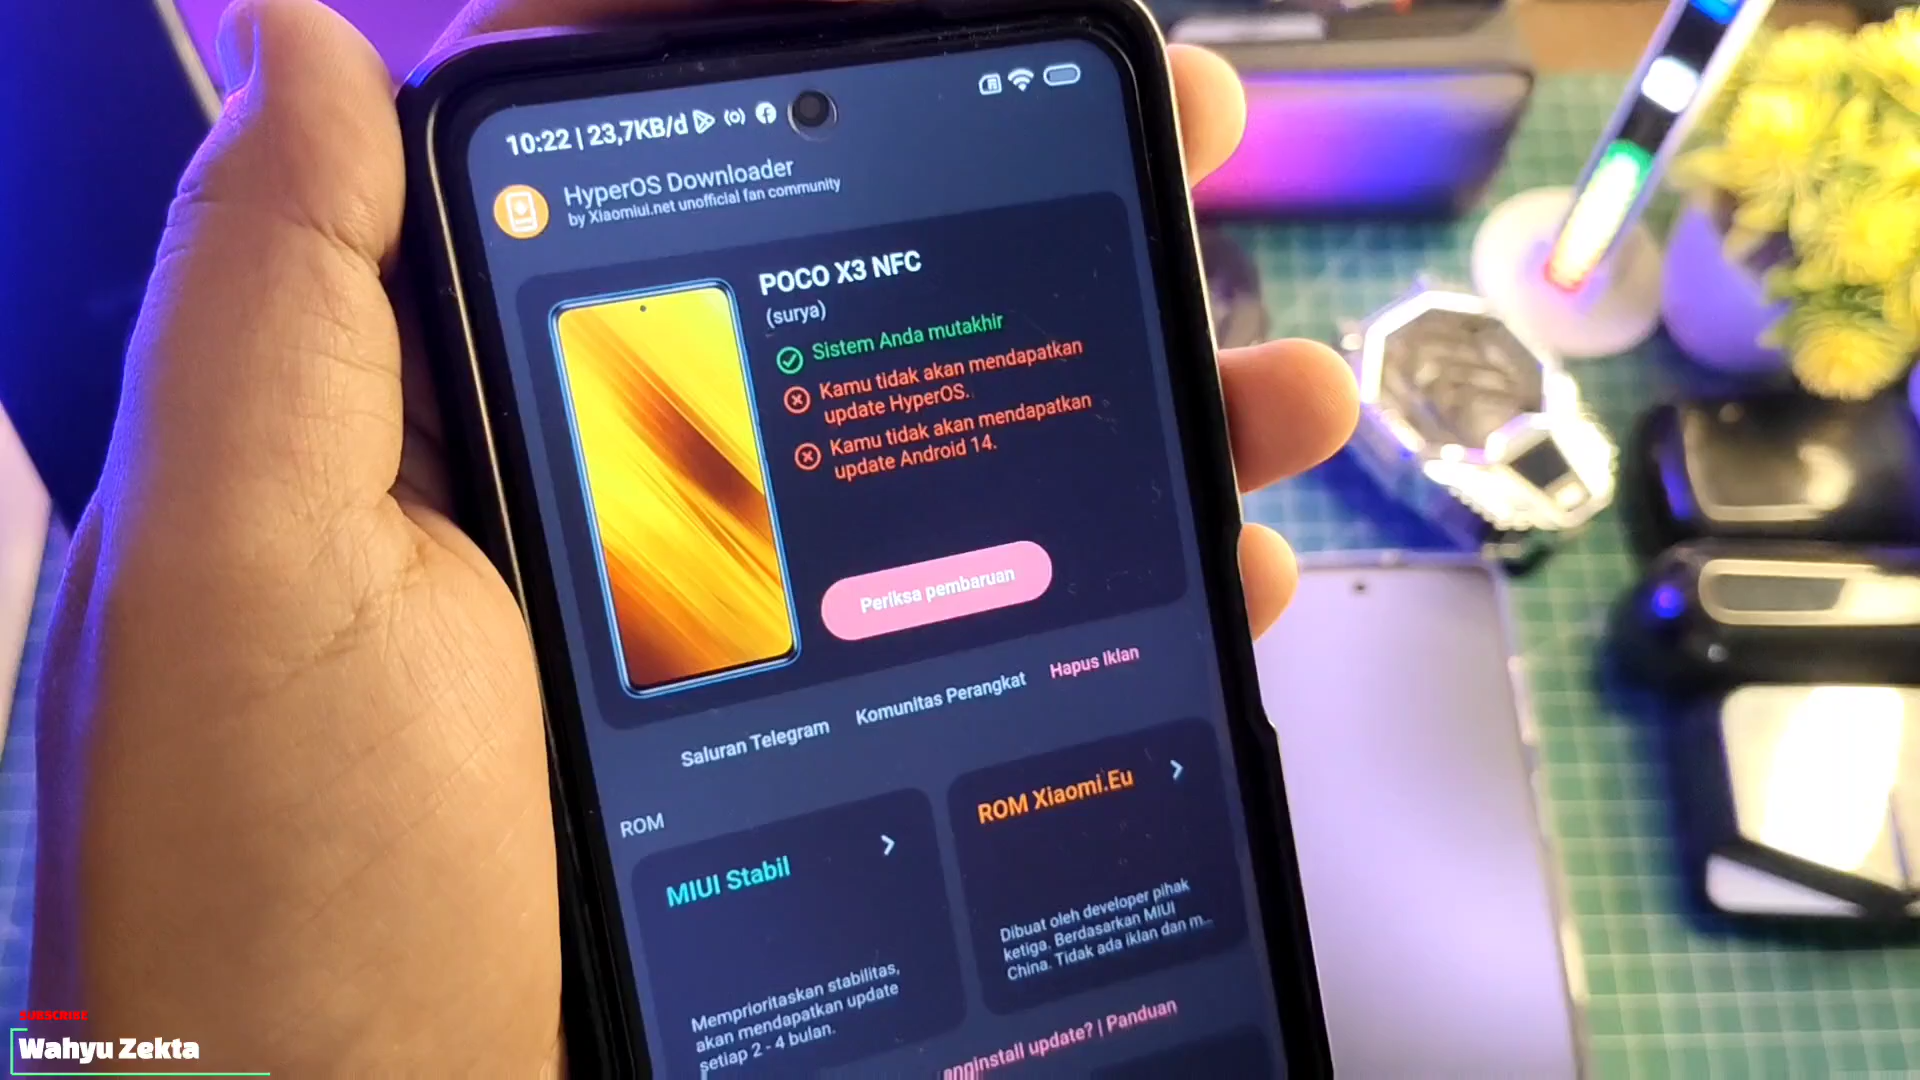 10:22 | 23,7KB/d
HyperOS Downloader
by Xiaomiui.net unofficial fan community
POCO X3 NFC
(surya)
Sistem Anda mutakhir
Kamu tidak akan mendapatkan
update HyperOS.
Kamu tidak akan mendapatkan
update Android 14.
Periksa pembaruan
Saluran Telegram
Komunitas Perangkat
Hapus Iklan
ROM
MIUI Stabil
Memprioritaskan stabilitas,
akan mendapatkan update
setiap 2 - 4 bulan.
ROM Xiaomi.Eu
Dibuat oleh developer pihak
ketiga. Berdasarkan MIUI
China. Tidak ada iklan dan m...
update? | Panduan
SUBSCRIBE
Wahyu Zekta